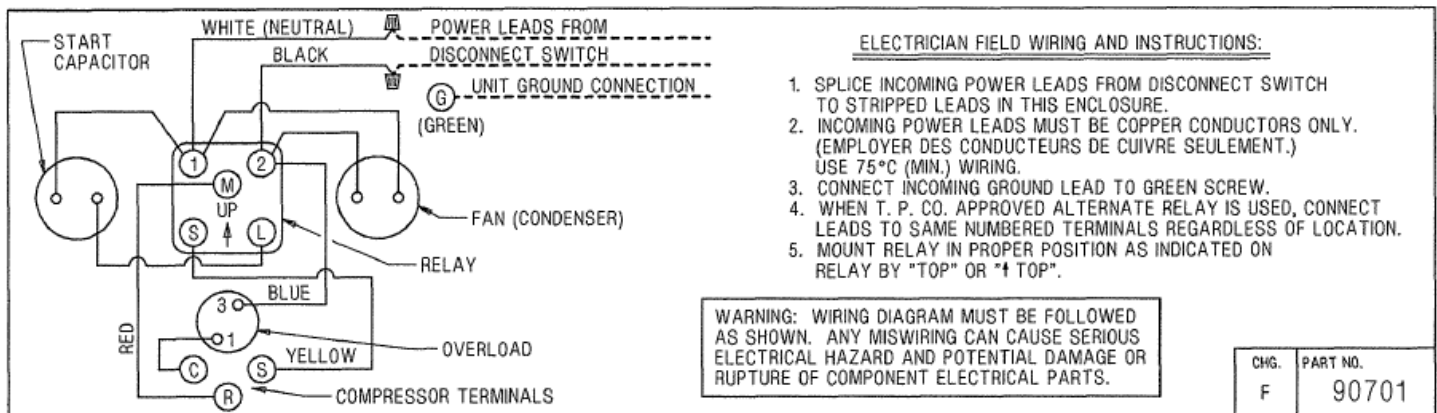 WHITE (NEUTRAL)
POWER LEADS FROM
START
CAPACITOR
BLACK
DISCONNECT SWITCH
UNIT GROUND CONNECTION
G
(GREEN)
1
2
M
UP
S
L
FAN (CONDENSER)
RELAY
BLUE
3
1
RED
OVERLOAD
YELLOW
C
S
R
COMPRESSOR TERMINALS
ELECTRICIAN FIELD WIRING AND INSTRUCTIONS:
1. SPLICE INCOMING POWER LEADS FROM DISCONNECT SWITCH
TO STRIPPED LEADS IN THIS ENCLOSURE.
2. INCOMING POWER LEADS MUST BE COPPER CONDUCTORS ONLY.
(EMPLOYER DES CONDUCTEURS DE CUIVRE SEULEMENT.)
USE 75°C (MIN.) WIRING.
3. CONNECT INCOMING GROUND LEAD TO GREEN SCREW.
4. WHEN T. P. CO. APPROVED ALTERNATE RELAY IS USED, CONNECT
LEADS TO SAME NUMBERED TERMINALS REGARDLESS OF LOCATION.
5. MOUNT RELAY IN PROPER POSITION AS INDICATED ON
RELAY BY "TOP" OR "↑ TOP".
WARNING: WIRING DIAGRAM MUST BE FOLLOWED
AS SHOWN. ANY MISWIRING CAN CAUSE SERIOUS
ELECTRICAL HAZARD AND POTENTIAL DAMAGE OR
RUPTURE OF COMPONENT ELECTRICAL PARTS.
CHG.
F
PART NO.
90701